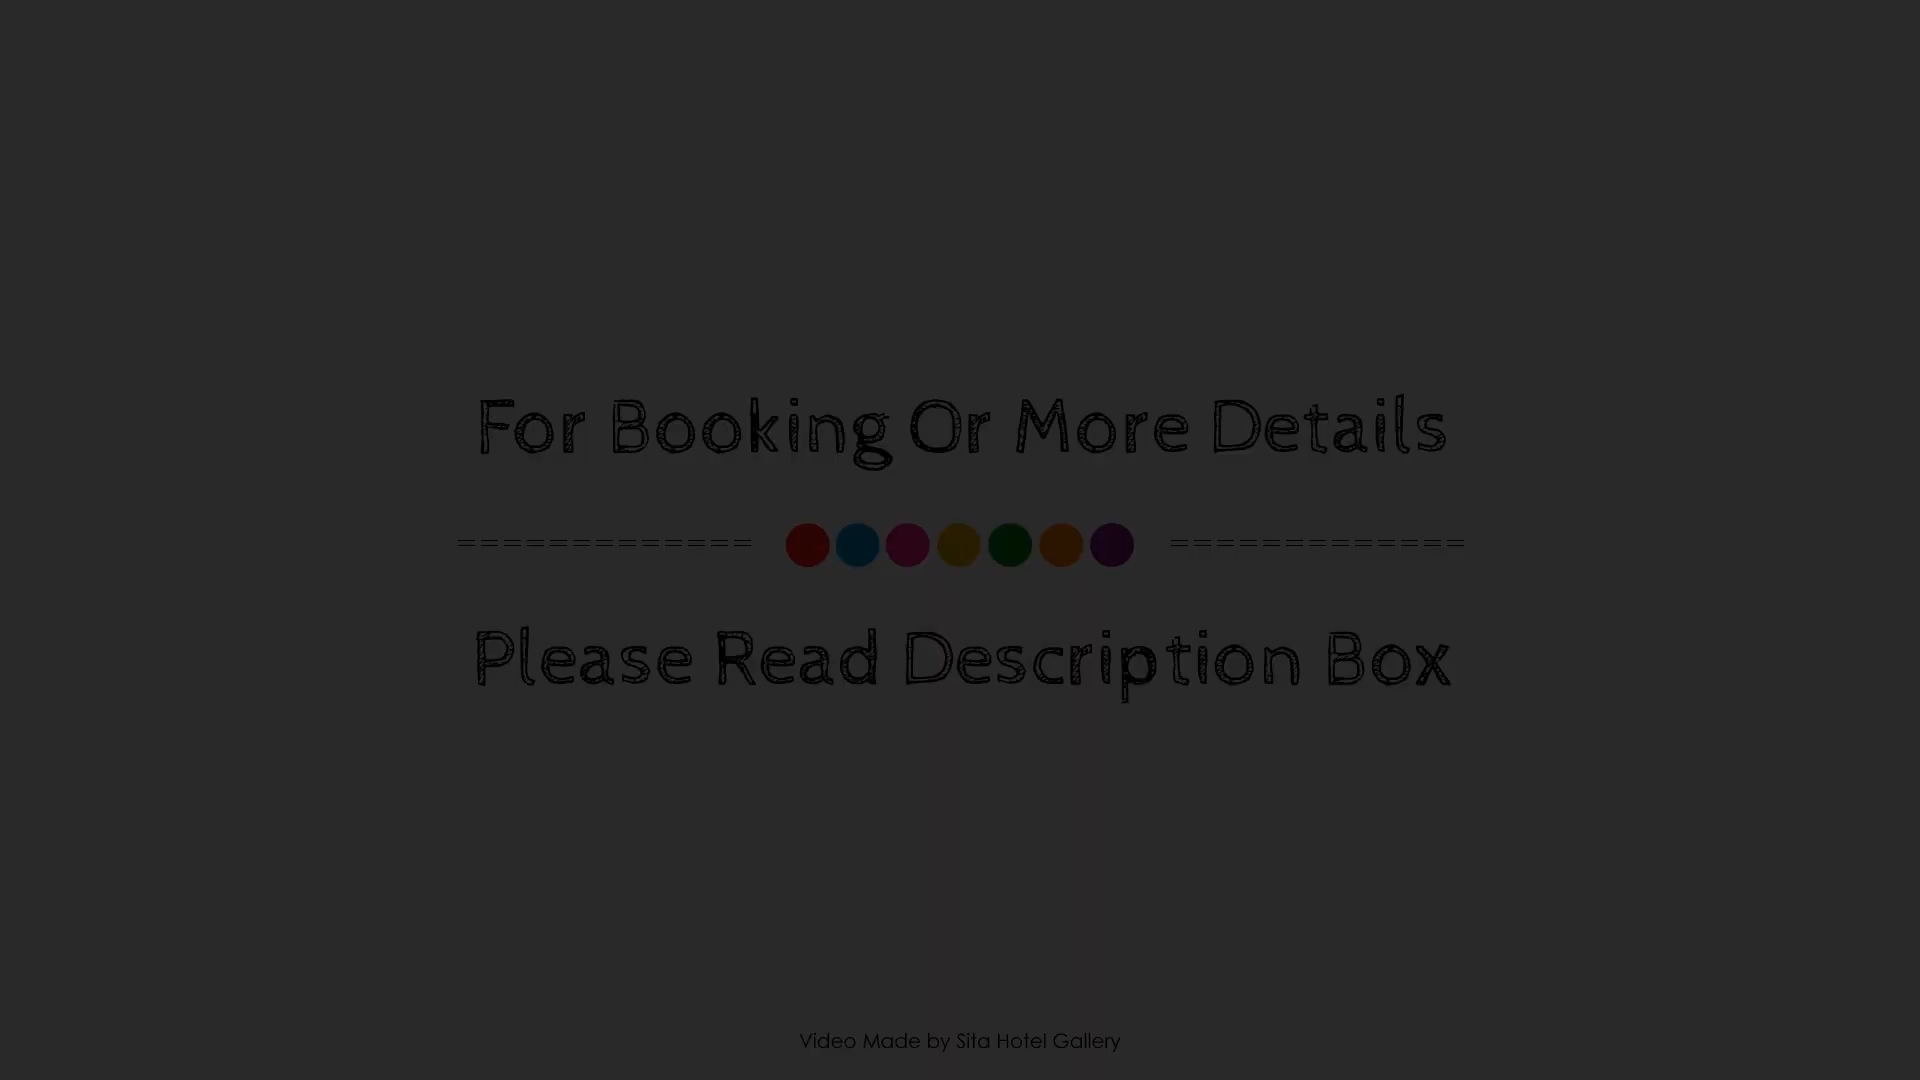 For Booking Or More Details
============= =============
Please Read Description Box
Video Made by Sita Hotel Gallery